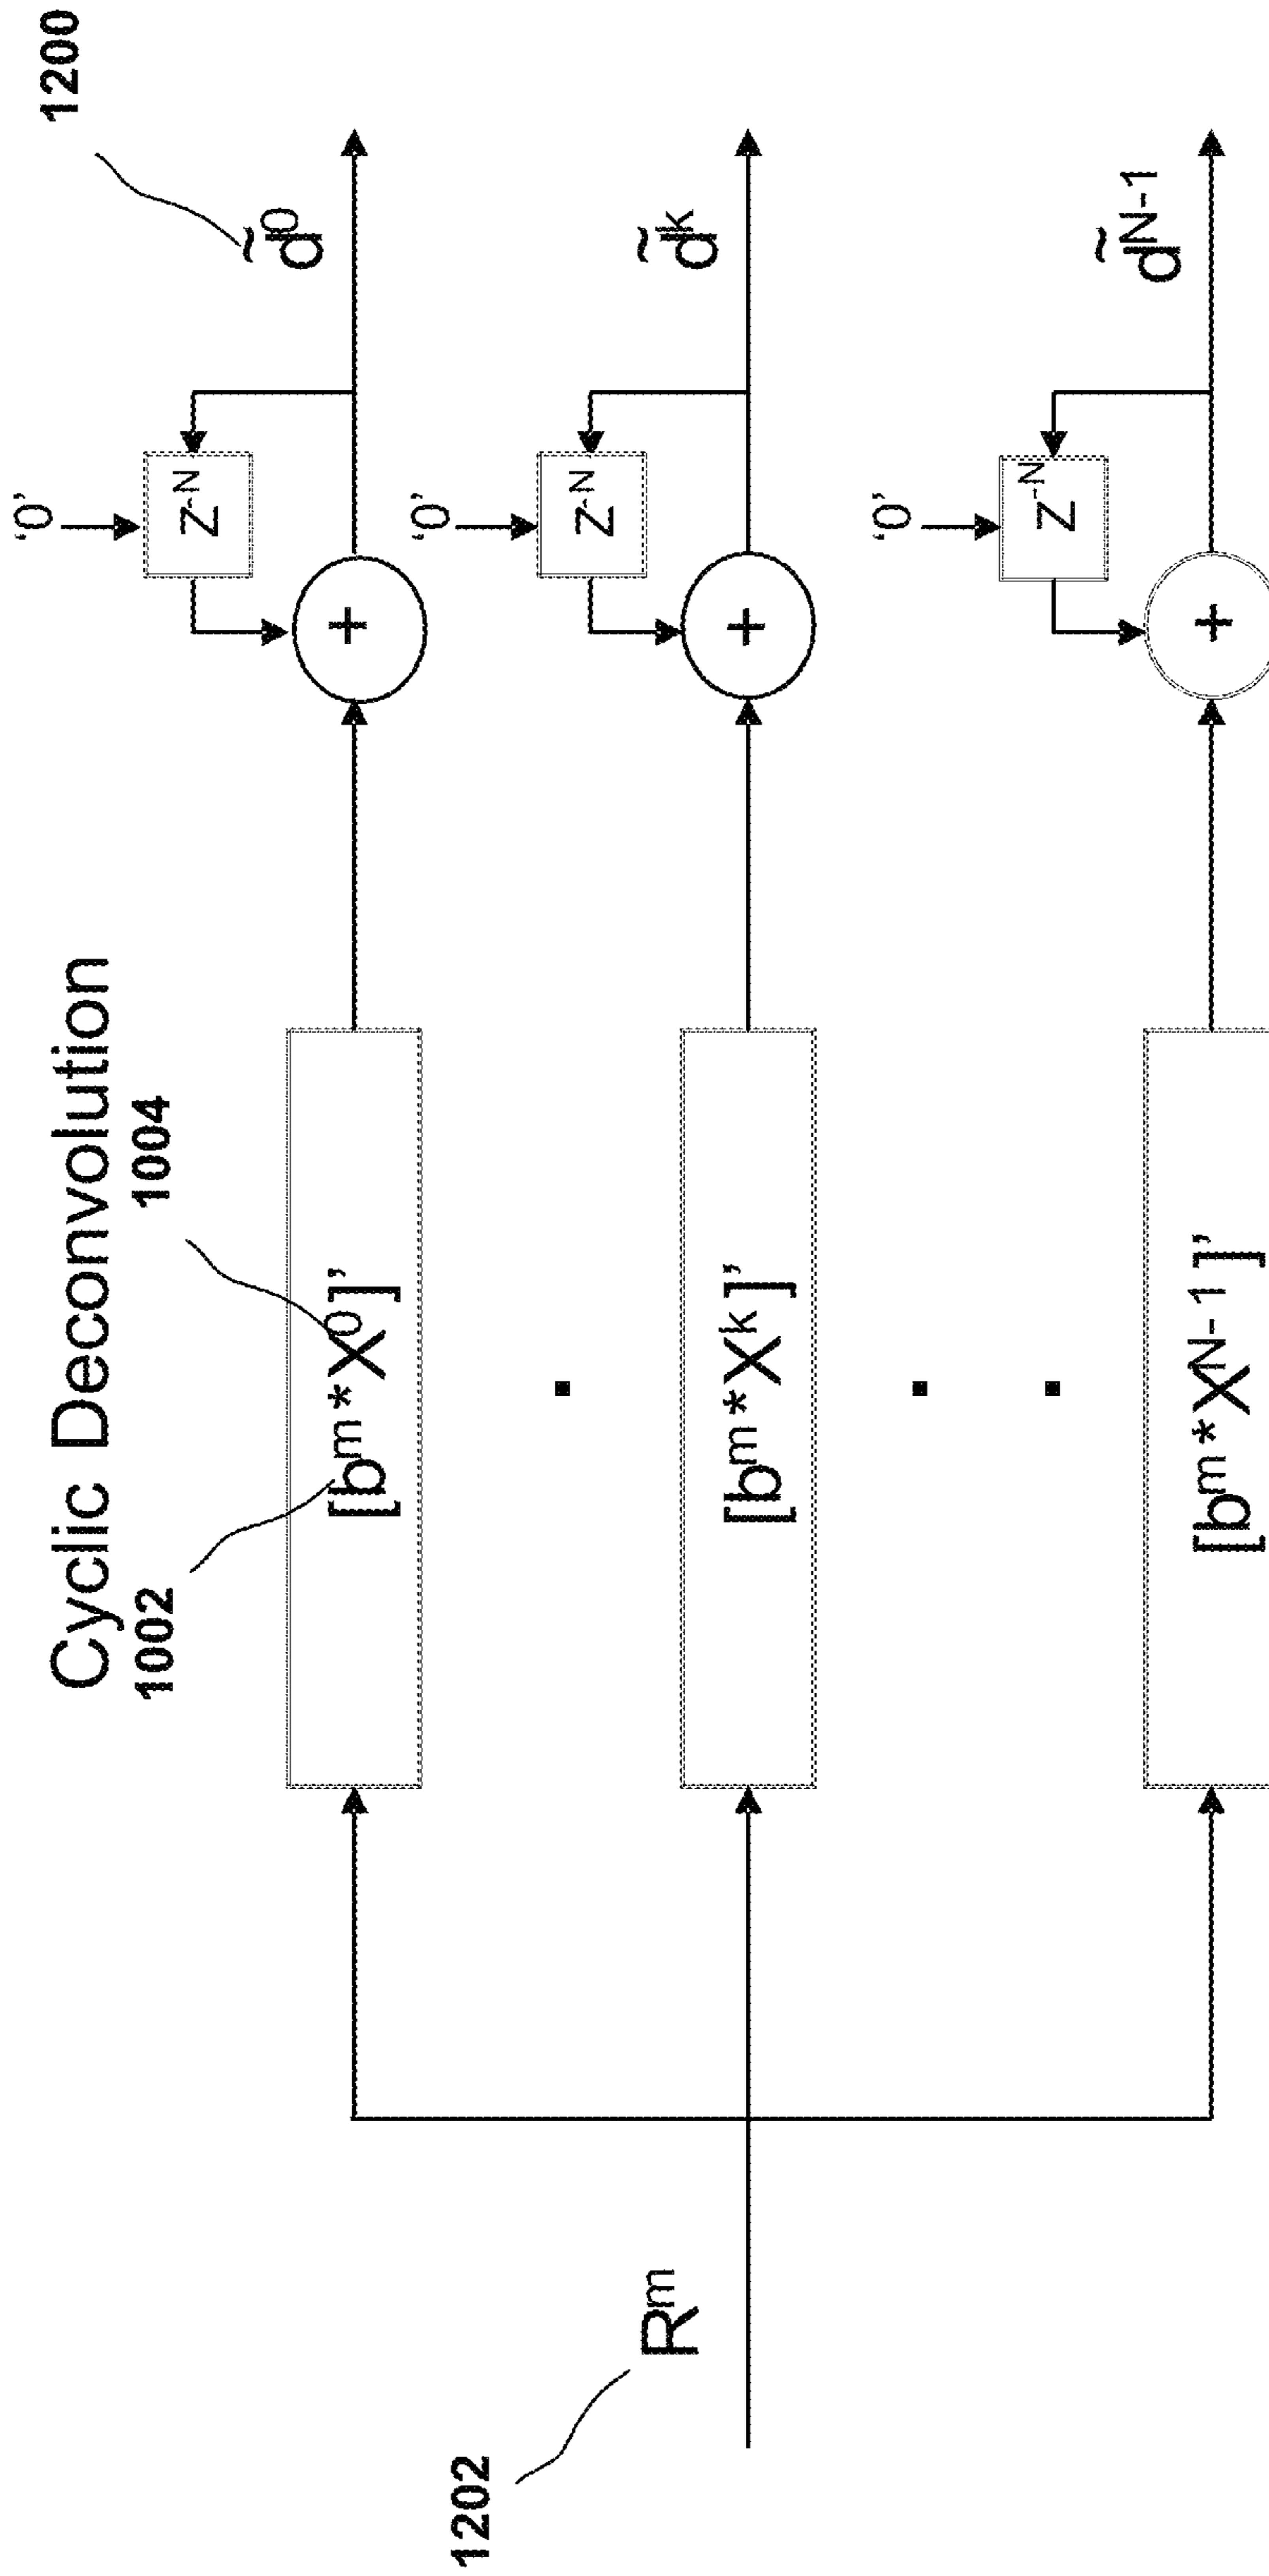 Cyclic Deconvolution
1200
1002
1004
1202
R^m
[b^m*X^0]’
‘0’
Z^-N
+
d̃^0
[b^m*X^k]’
‘0’
Z^-N
+
d̃^k
[b^m*X^N-1]’
‘0’
Z^-N
+
d̃^N-1